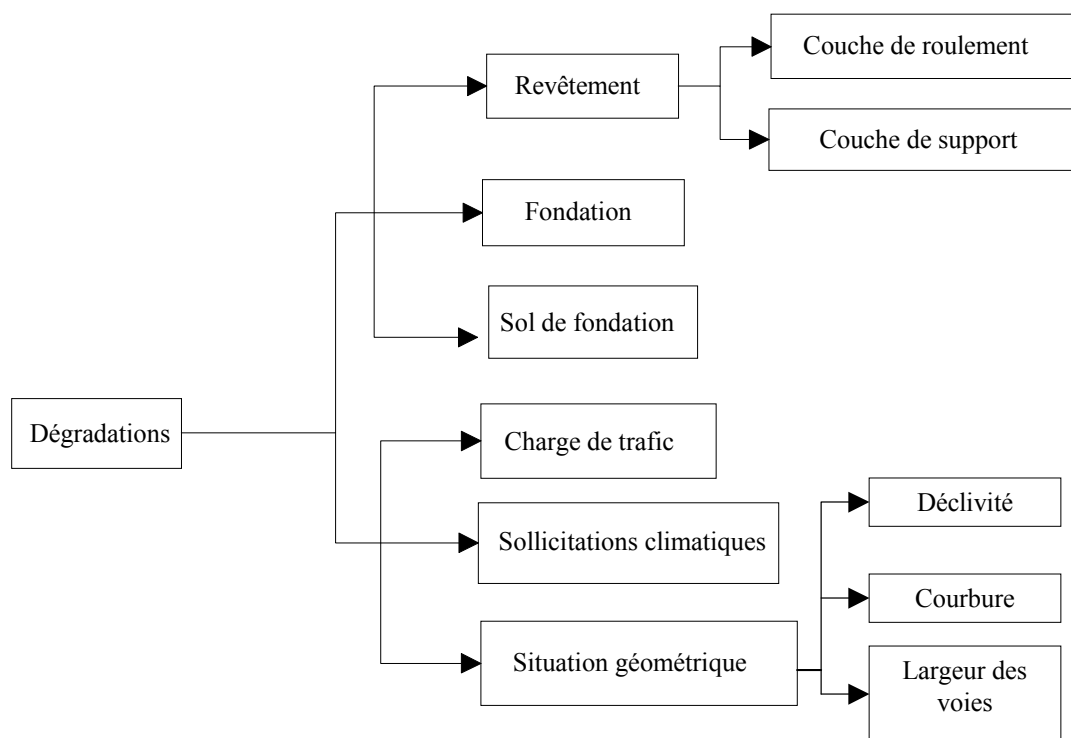 Couche de roulement
Revêtement
Couche de support
Fondation
Sol de fondation
Dégradations
Charge de trafic
Déclivité
Sollicitations climatiques
Courbure
Situation géométrique
Largeur des
voies